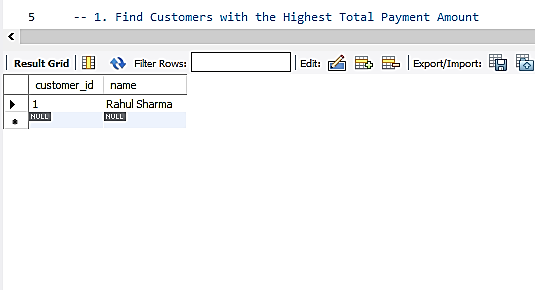 5 -- 1. Find Customers with the Highest Total Payment Amount
Result Grid Filter Rows: Edit: Export/Import:
customer_id name
1 Rahul Sharma
NULL NULL